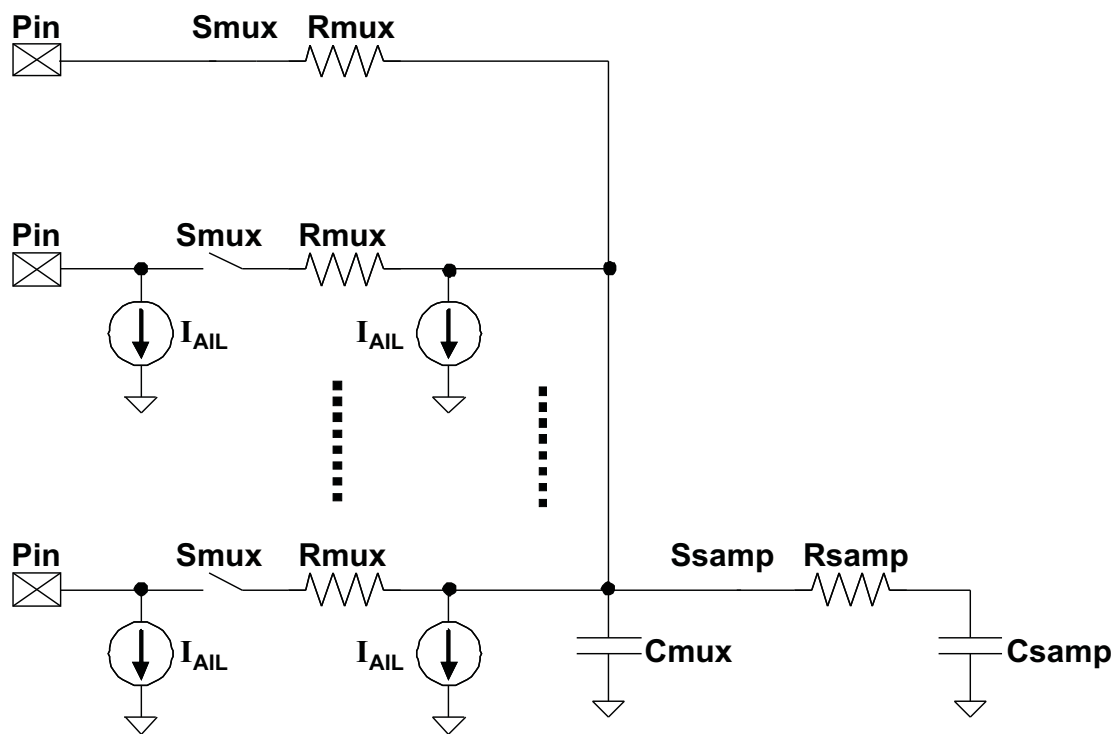 Pin Smux Rmux
Pin Smux Rmux
IAIL IAIL
Pin Smux Rmux Ssamp Rsamp
IAIL IAIL Cmux Csamp